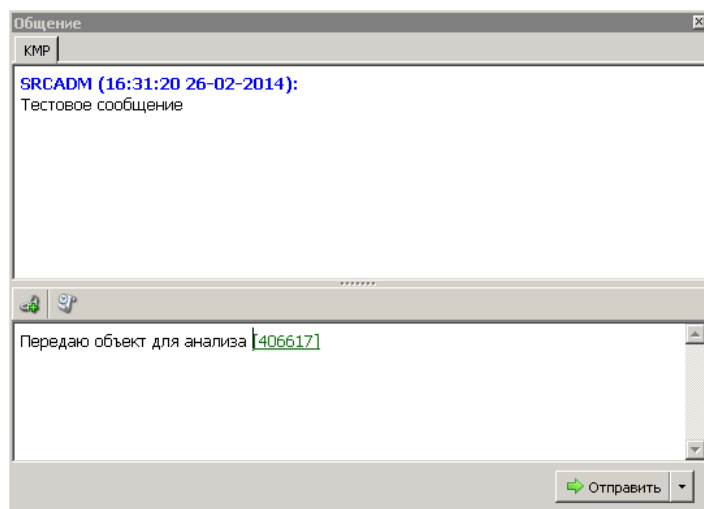 Общение
КМР
SRCADM (16:31:20 26-02-2014):
Тестовое сообщение
Передаю объект для анализа [406617]
Отправить